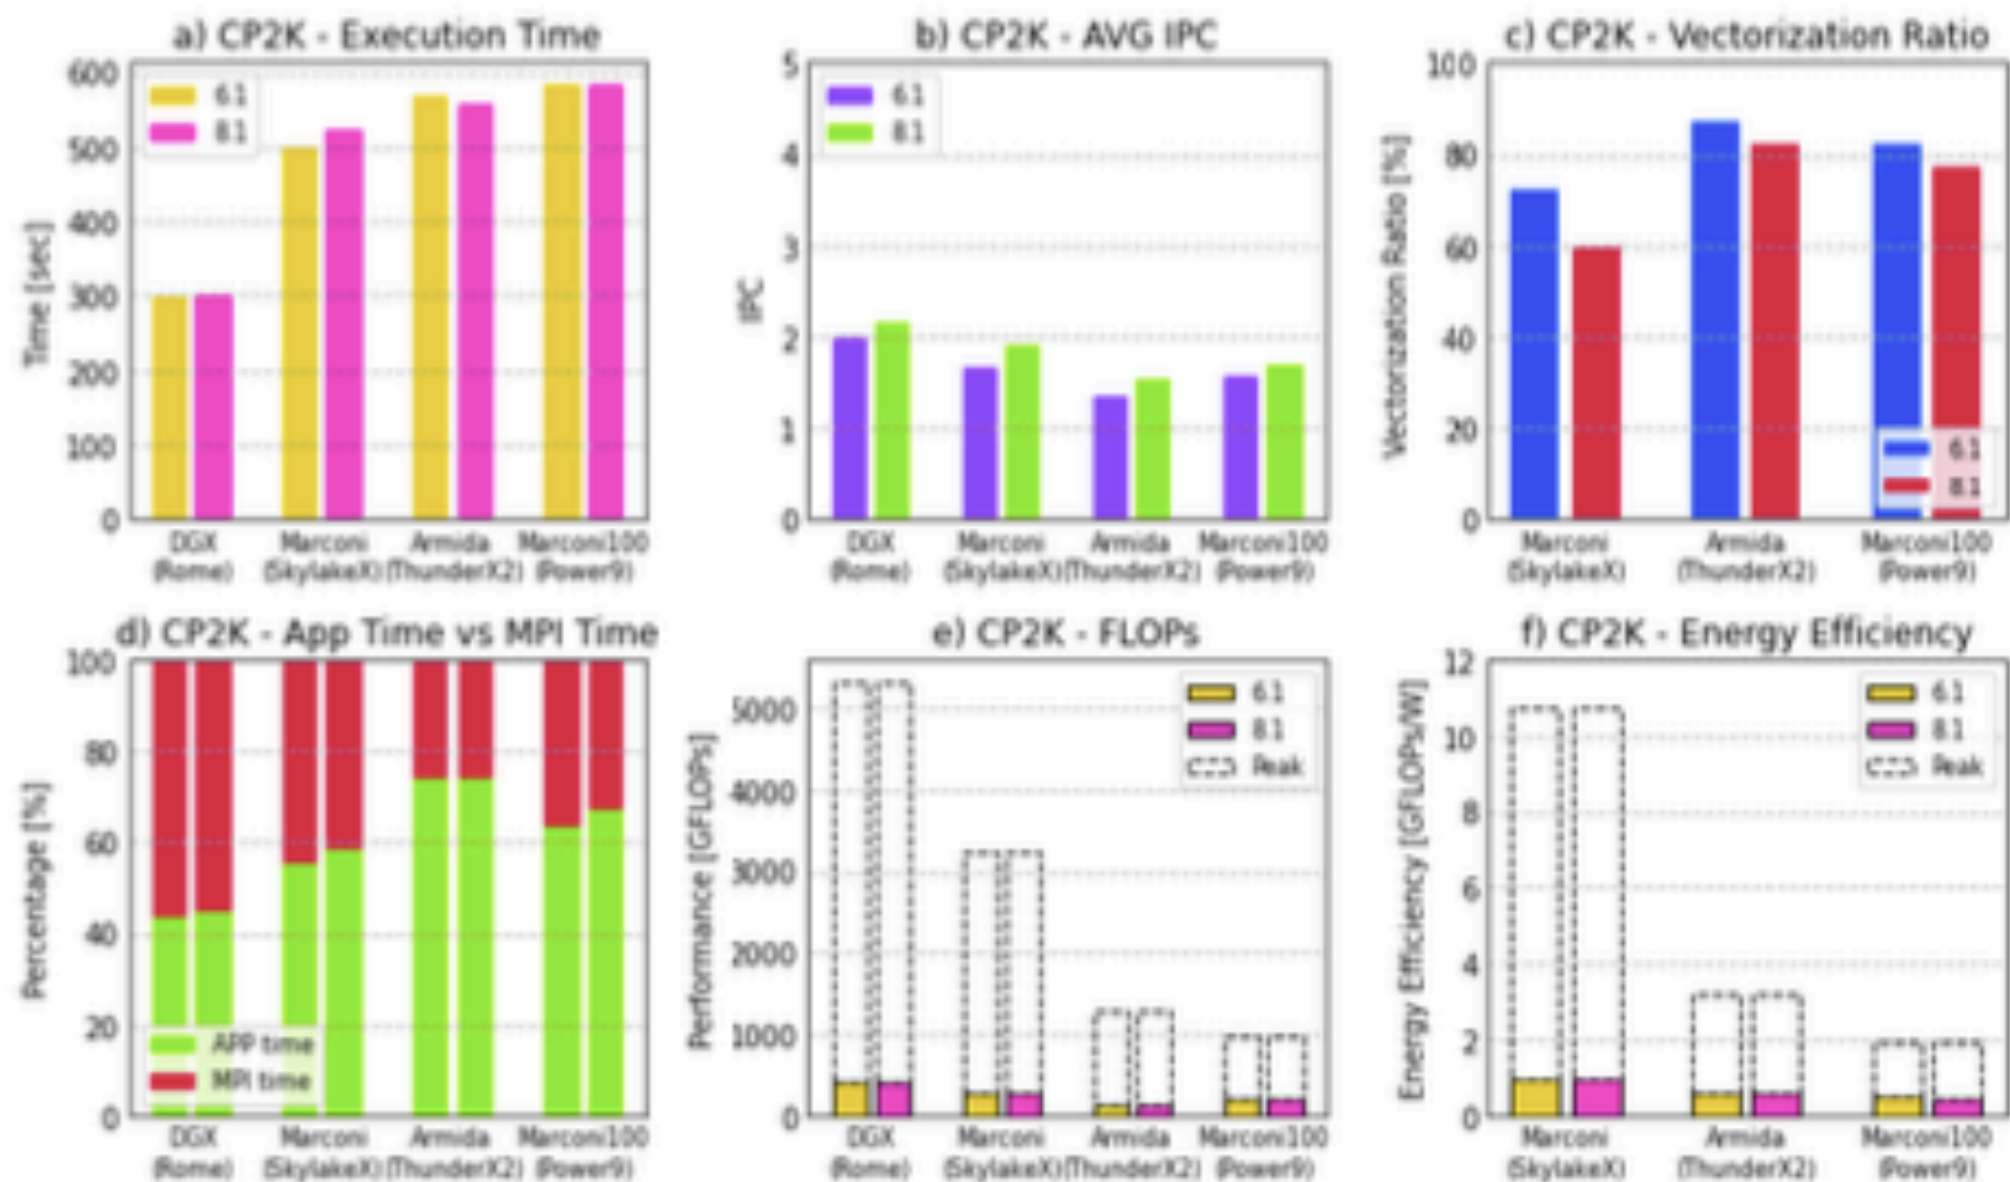 a) CP2K - Execution Time
Time [sec]
600
500
400
300
200
100
0
6.1
8.1
DGX
(Rome)
Marconi
(SkylakeX)
Armida
(ThunderX2)
Marconi100
(Power9)
b) CP2K - AVG IPC
IPC
5
4
3
2
1
0
6.1
8.1
DGX
(Rome)
Marconi
(SkylakeX)
Armida
(ThunderX2)
Marconi100
(Power9)
c) CP2K - Vectorization Ratio
Vectorization Ratio [%]
100
80
60
40
20
0
6.1
8.1
Marconi
(SkylakeX)
Armida
(ThunderX2)
Marconi100
(Power9)
d) CP2K - App Time vs MPI Time
Percentage [%]
100
80
60
40
20
0
APP time
MPI time
DGX
(Rome)
Marconi
(SkylakeX)
Armida
(ThunderX2)
Marconi100
(Power9)
e) CP2K - FLOPs
Performance [GFLOPs]
5000
4000
3000
2000
1000
0
6.1
8.1
Peak
DGX
(Rome)
Marconi
(SkylakeX)
Armida
(ThunderX2)
Marconi100
(Power9)
f) CP2K - Energy Efficiency
Energy Efficiency [GFLOPs/W]
12
10
8
6
4
2
0
6.1
8.1
Peak
Marconi
(SkylakeX)
Armida
(ThunderX2)
Marconi100
(Power9)